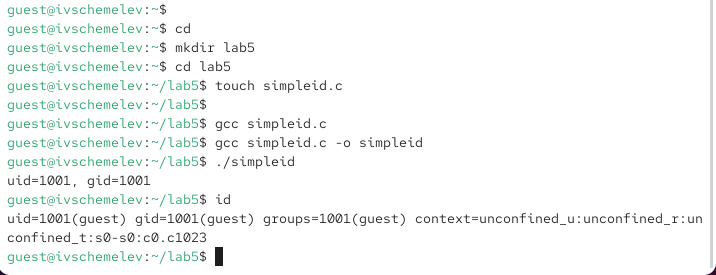 guest@ivschemelev:~$
guest@ivschemelev:~$ cd
guest@ivschemelev:~$ mkdir lab5
guest@ivschemelev:~$ cd lab5
guest@ivschemelev:~/lab5$ touch simpleid.c
guest@ivschemelev:~/lab5$
guest@ivschemelev:~/lab5$ gcc simpleid.c
guest@ivschemelev:~/lab5$ gcc simpleid.c -o simpleid
guest@ivschemelev:~/lab5$ ./simpleid
uid=1001, gid=1001
guest@ivschemelev:~/lab5$ id
uid=1001(guest) gid=1001(guest) groups=1001(guest) context=unconfined_u:unconfined_r:un
confined_t:s0-s0:c0.c1023
guest@ivschemelev:~/lab5$